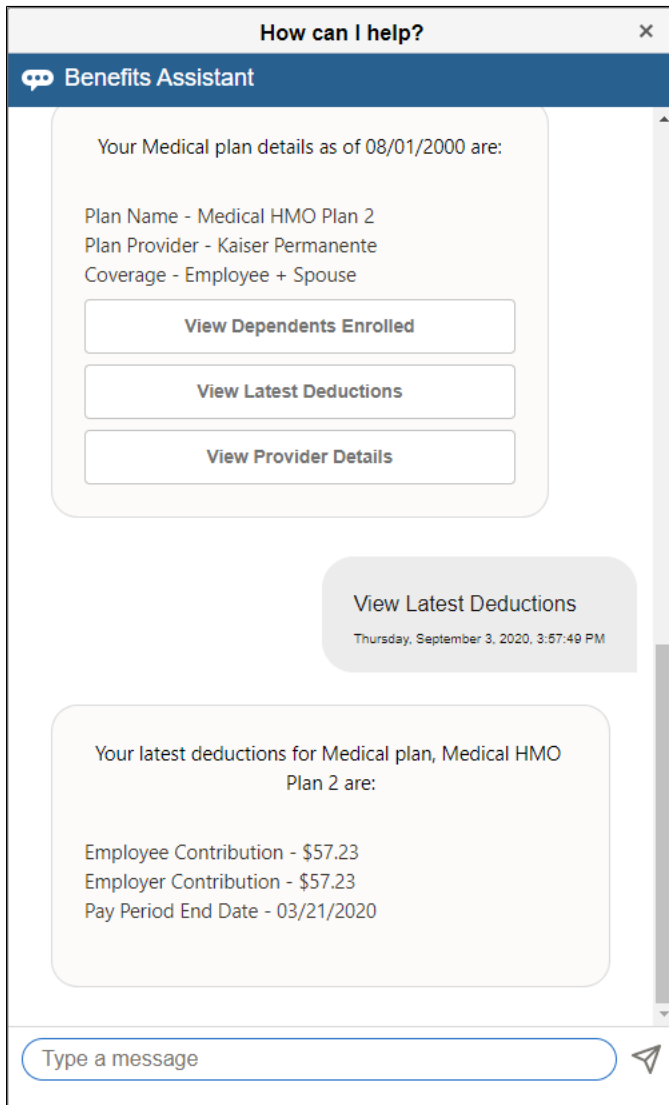 How can I help?
Benefits Assistant
Your Medical plan details as of 08/01/2000 are:
Plan Name - Medical HMO Plan 2
Plan Provider - Kaiser Permanente
Coverage - Employee + Spouse
View Dependents Enrolled
View Latest Deductions
View Provider Details
View Latest Deductions
Thursday, September 3, 2020, 3:57:49 PM
Your latest deductions for Medical plan, Medical HMO
Plan 2 are:
Employee Contribution - $57.23
Employer Contribution - $57.23
Pay Period End Date - 03/21/2020
Type a message